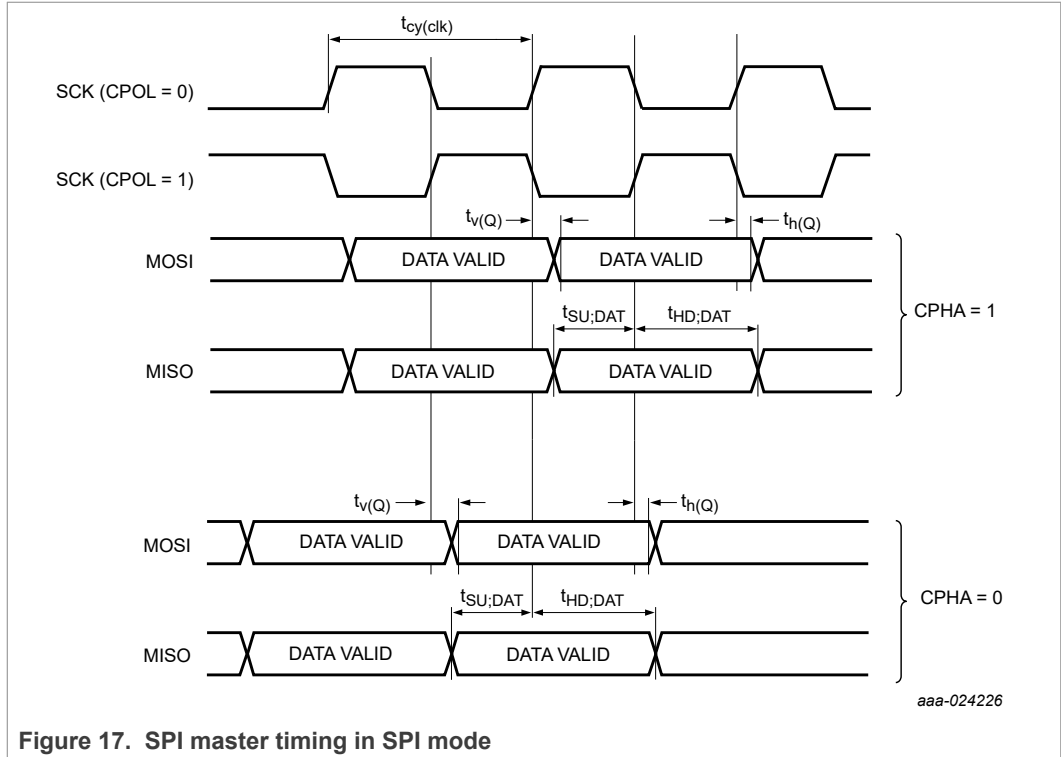 tcy(clk)
SCK (CPOL = 0)
SCK (CPOL = 1)
tv(Q) th(Q)
MOSI DATA VALID DATA VALID
CPHA = 1
tSU;DAT tHD;DAT
MISO DATA VALID DATA VALID
tv(Q) th(Q)
MOSI DATA VALID DATA VALID
tSU;DAT tHD;DAT
CPHA = 0
MISO DATA VALID DATA VALID
aaa-024226
Figure 17. SPI master timing in SPI mode